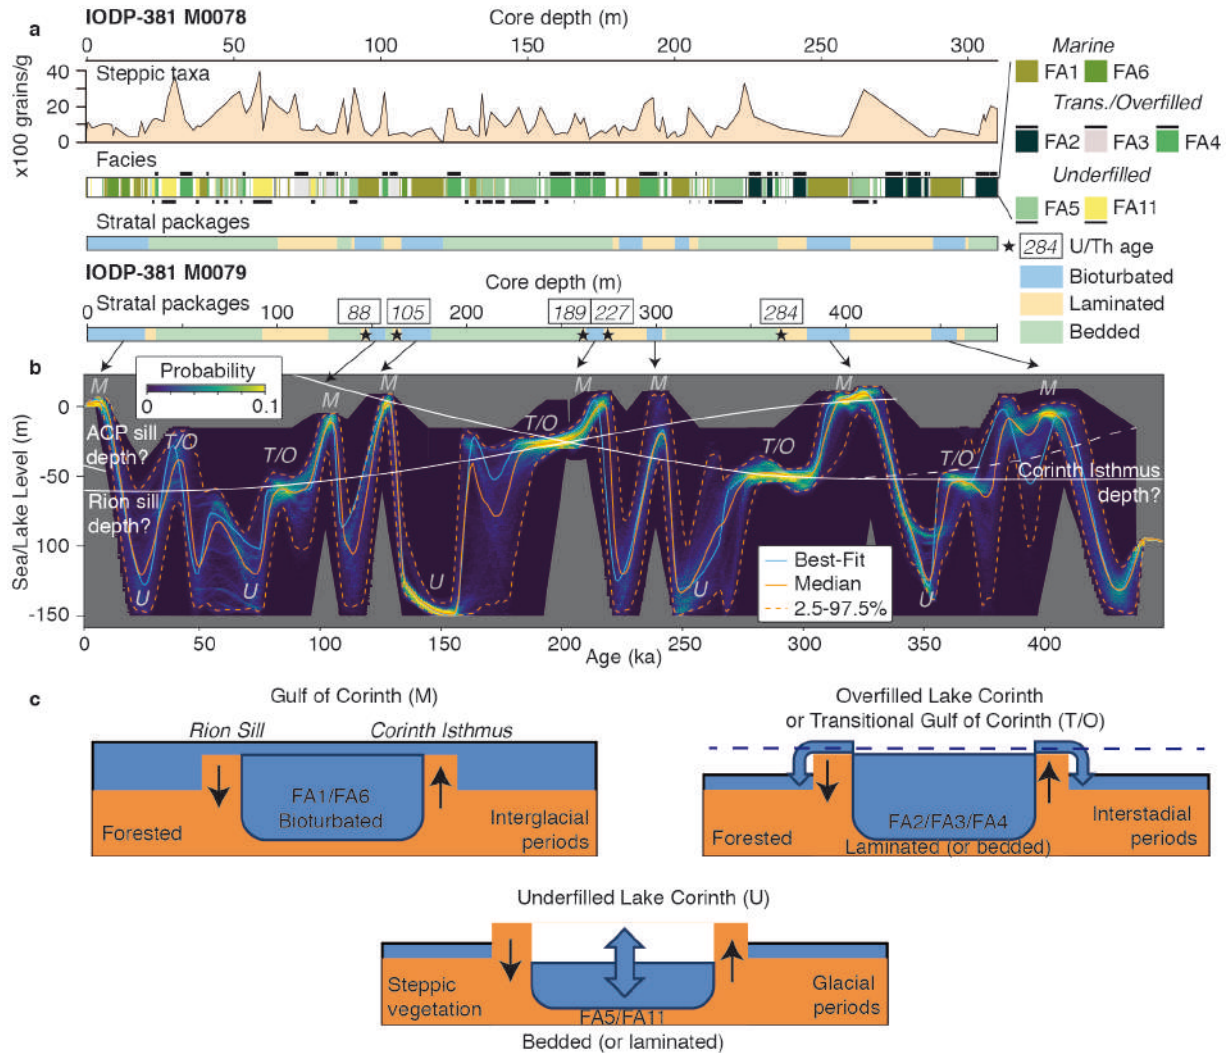 IODP-381 M0078
Core depth (m)
a
0 50 100 150 200 250 300
Steppic taxa
x100 grains/g
40
20
0
Facies
Stratal packages
Marine
FA1 FA6
Trans./Overfilled
FA2 FA3 FA4
Underfilled
FA5 FA11
284 U/Th age
Bioturbated
Laminated
Bedded
IODP-381 M0079
Core depth (m)
Stratal packages
0 100 88 105 200 189 227 300 284 400
b
Probability
0 0.1
M M M M M M M
T/O T/O T/O T/O T/O
U U U U U
ACP sill
depth?
Rion sill
depth?
Corinth Isthmus
depth?
Best-Fit
Median
2.5-97.5%
Sea/Lake Level (m)
0
-50
100
-150
0 50 100 150 200 250 300 350 400
Age (ka)
c
Gulf of Corinth (M)
Rion Sill Corinth Isthmus
FA1/FA6
Bioturbated
Forested
Interglacial
periods
Overfilled Lake Corinth
or Transitional Gulf of Corinth (T/O)
FA2/FA3/FA4
Laminated (or bedded)
Forested
Interstadial
periods
Underfilled Lake Corinth (U)
Steppic
vegetation
Glacial
periods
FA5/FA11
Bedded (or laminated)